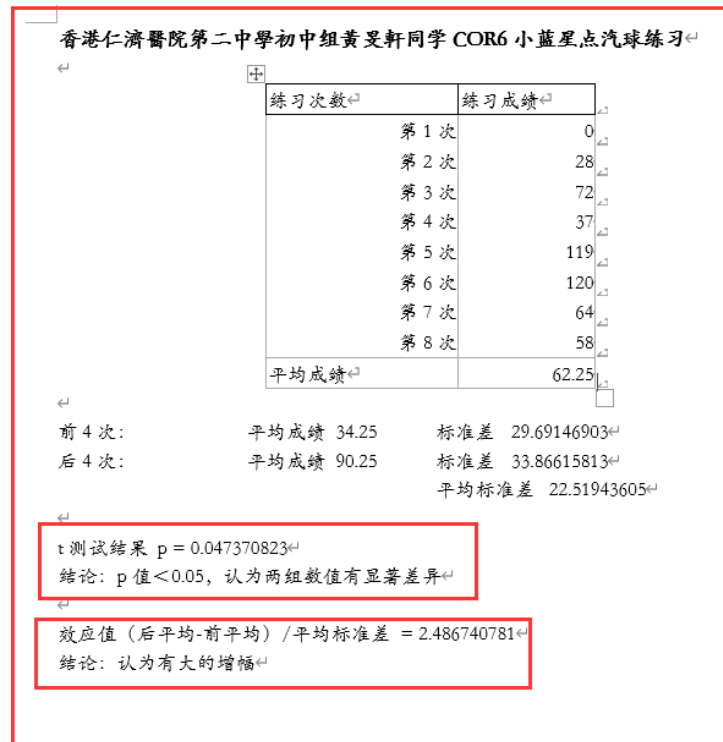 香港仁濟醫院第二中學初中组黄旻軒同学 COR6 小蓝星点汽球练习
练习次数 练习成绩
第 1 次 0
第 2 次 28
第 3 次 72
第 4 次 37
第 5 次 119
第 6 次 120
第 7 次 64
第 8 次 58
平均成绩 62.25
前 4 次： 平均成绩 34.25 标准差 29.69146903
后 4 次： 平均成绩 90.25 标准差 33.86615813
平均标准差 22.51943605
t 测试结果 p = 0.047370823
结论：p 值＜0.05，认为两组数值有显著差异
效应值（后平均-前平均）/平均标准差 = 2.486740781
结论：认为有大的增幅